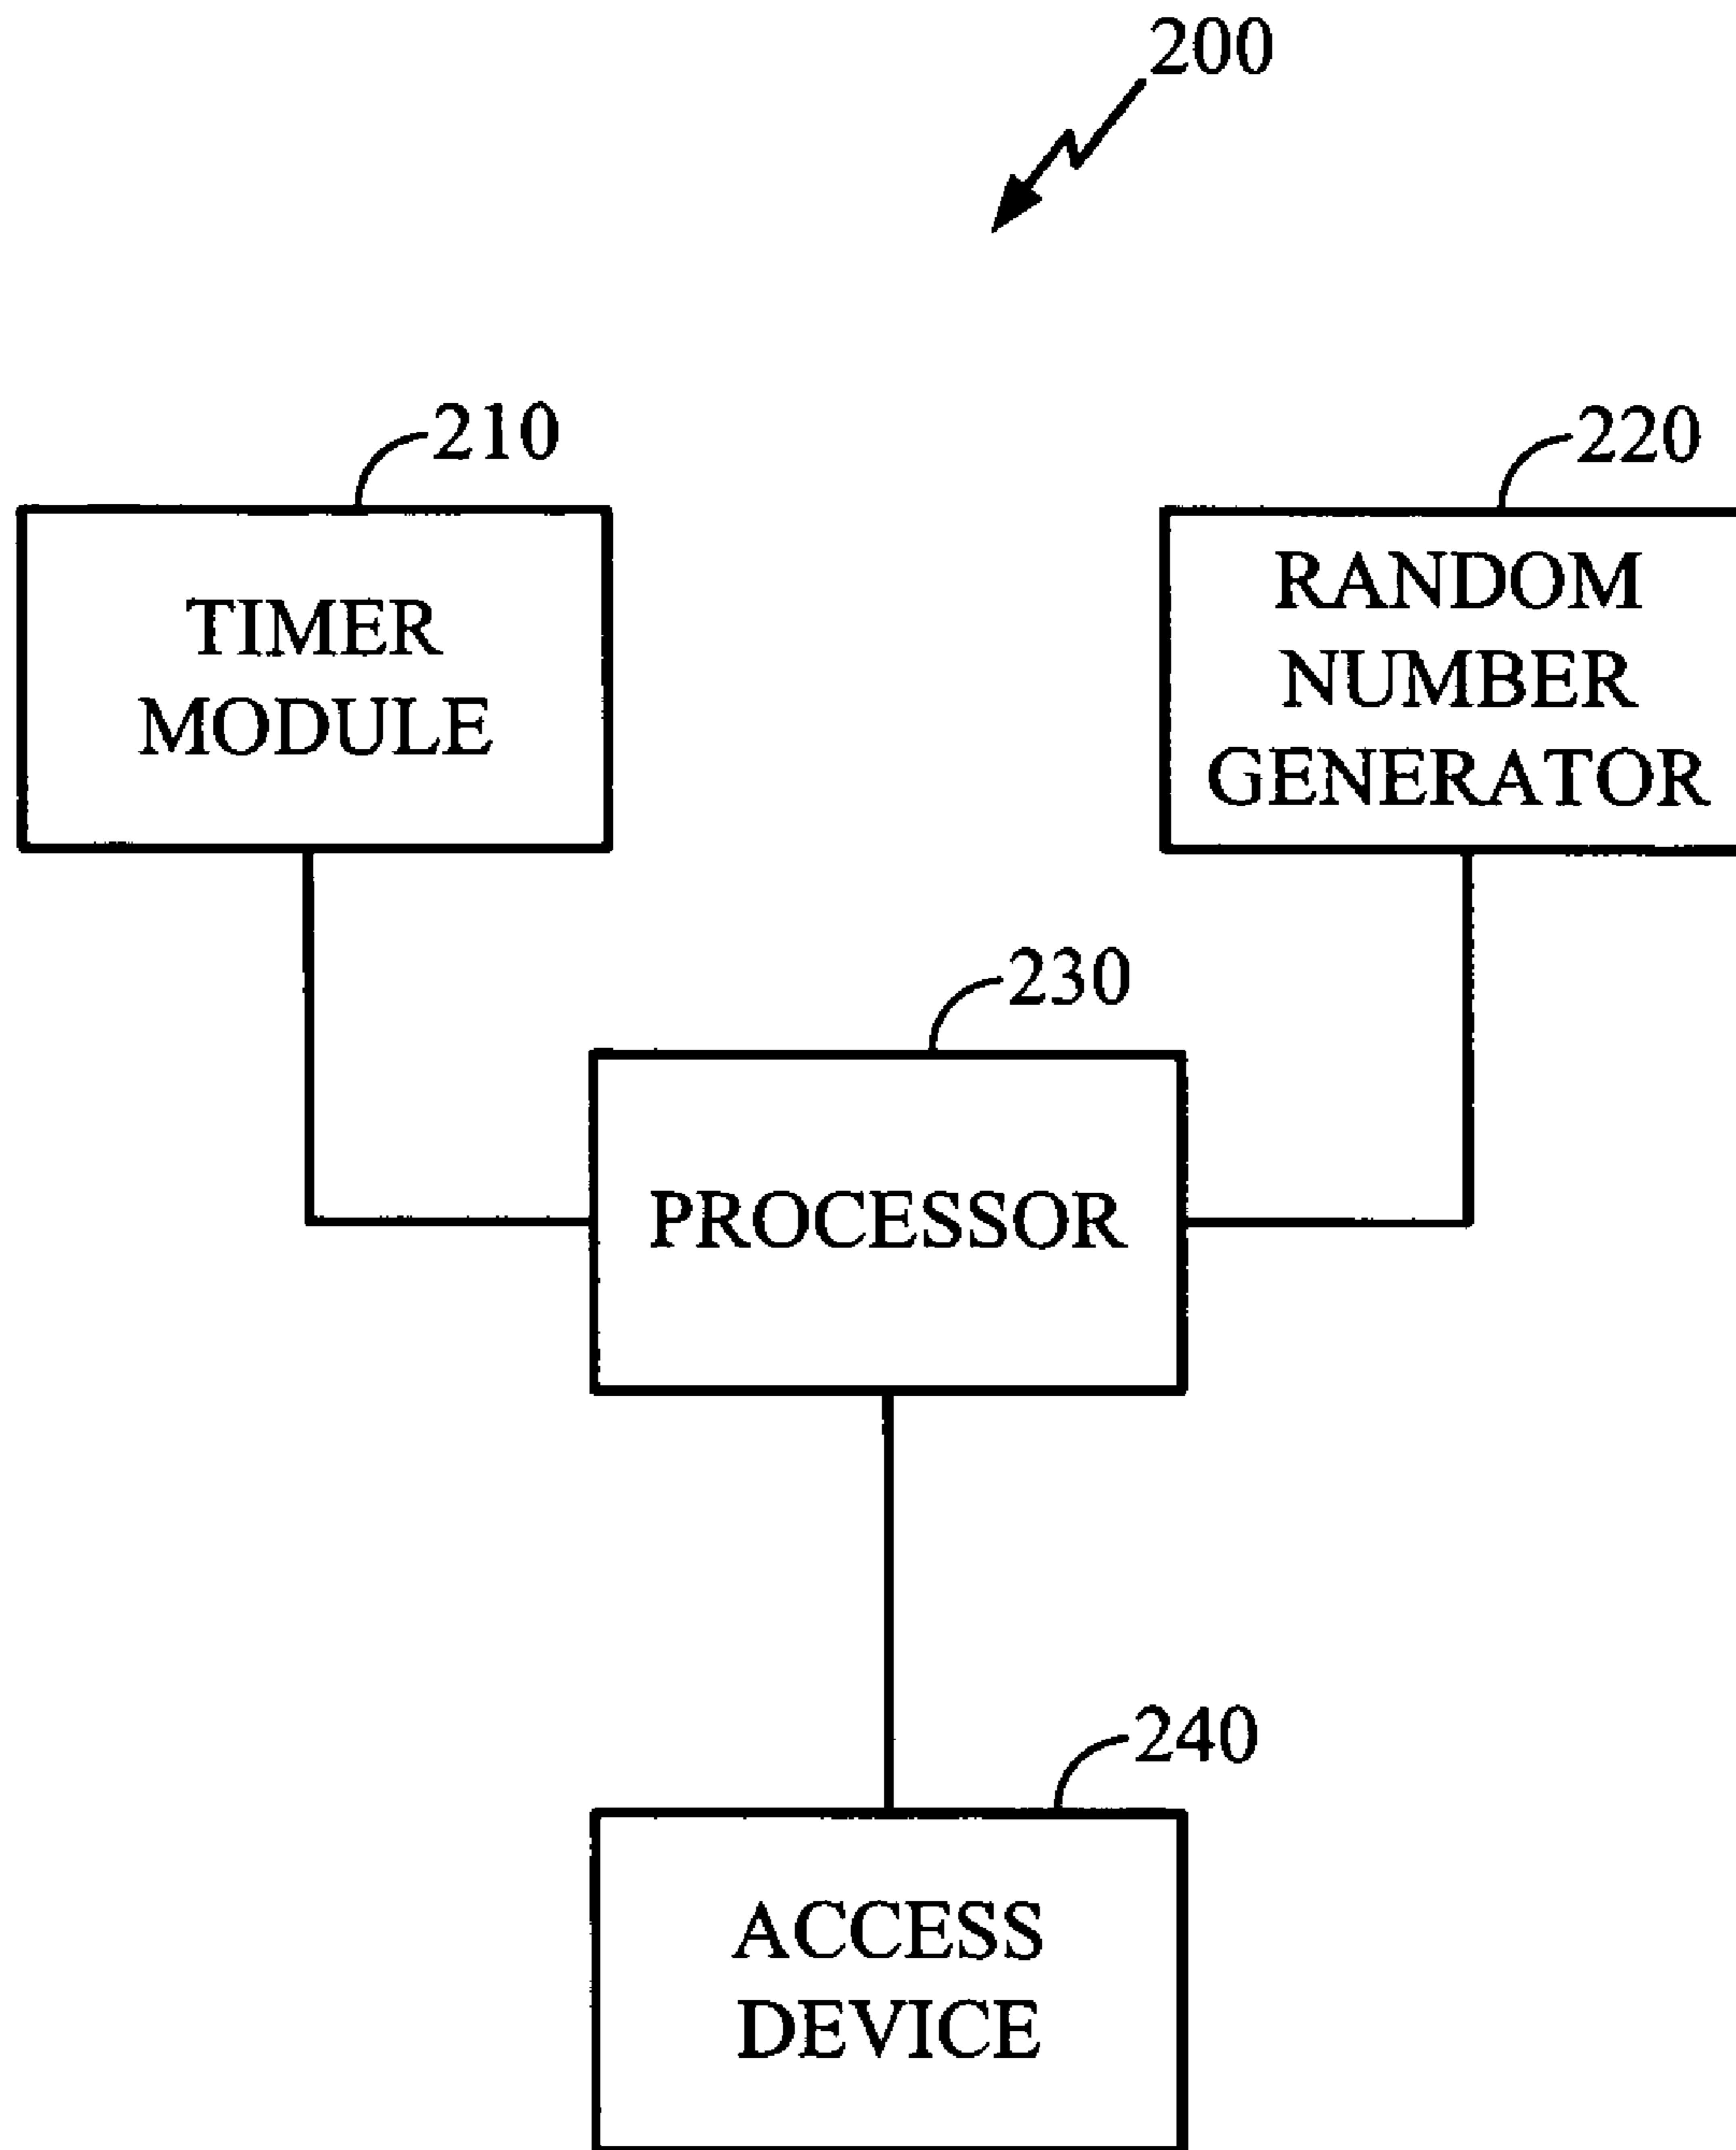 200
210
220
TIMER
MODULE
RANDOM
NUMBER
GENERATOR
230
PROCESSOR
240
ACCESS
DEVICE